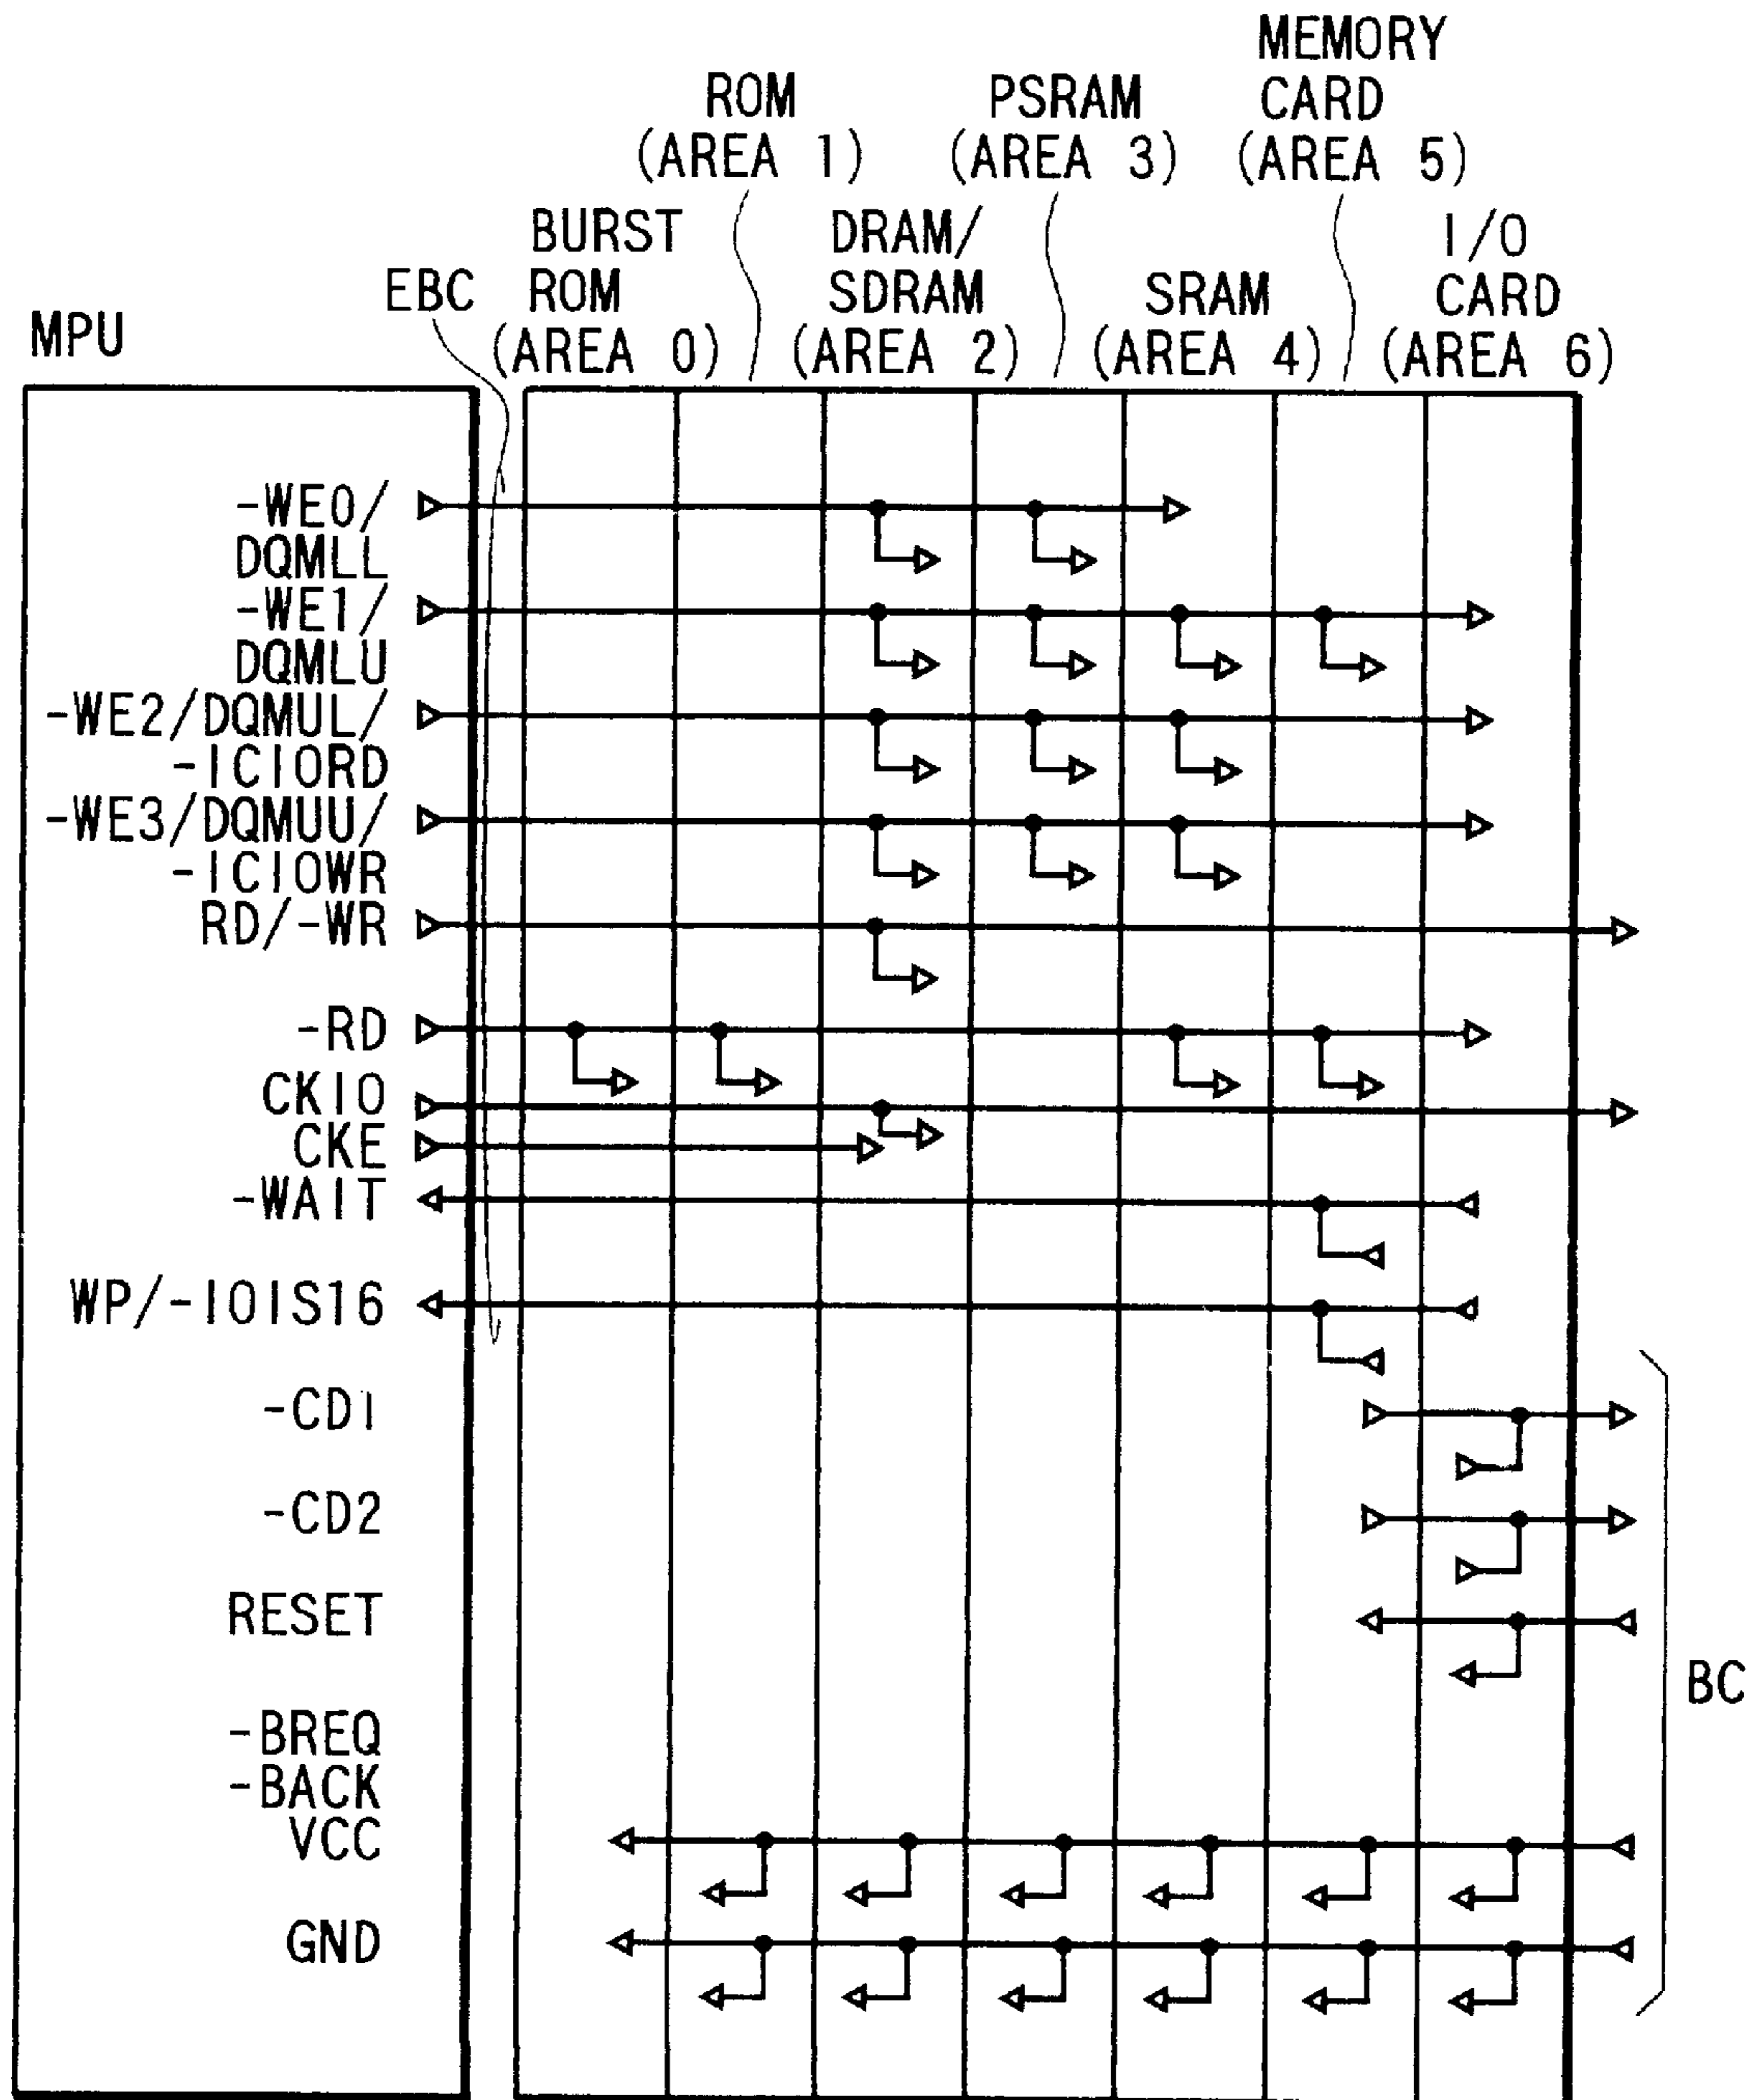 MEMORY
CARD
(AREA 5)
ROM
(AREA 1)
PSRAM
(AREA 3)
BURST
ROM
(AREA 0)
DRAM/
SDRAM
(AREA 2)
SRAM
(AREA 4)
I/O
CARD
(AREA 6)
EBC
MPU
-WE0/
DQMLL
-WE1/
DQMLU
-WE2/DQMUL/
-ICIORD
-WE3/DQMUU/
-ICIOWR
RD/-WR
-RD
CKIO
CKE
-WAIT
WP/-IOIS16
-CD1
-CD2
RESET
BC
-BREQ
-BACK
VCC
GND